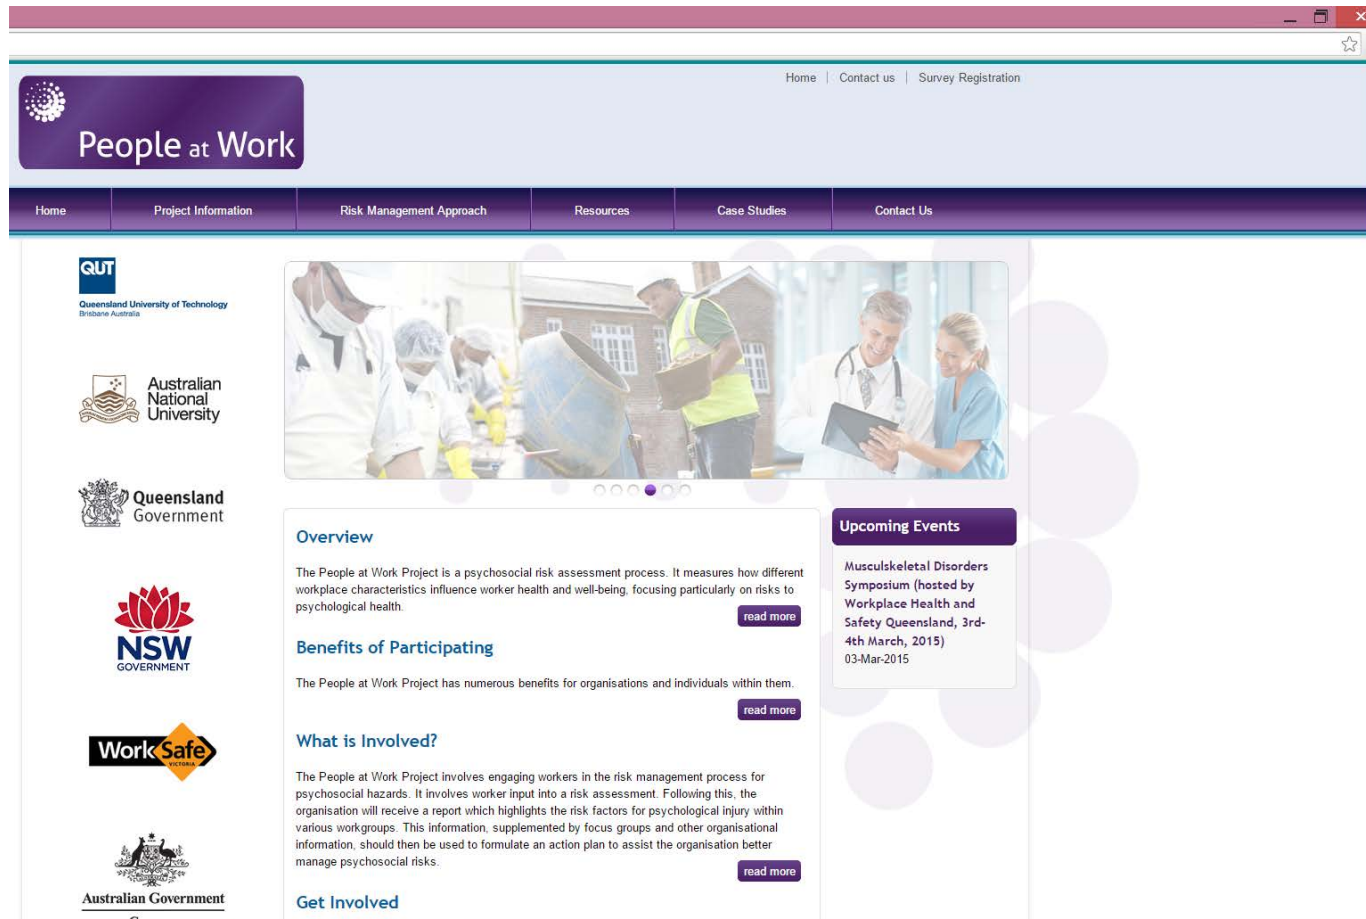 Home | Contact us | Survey Registration
People at Work
Home
Project Information
Risk Management Approach
Resources
Case Studies
Contact Us
QUT
Queensland University of Technology
Brisbane Australia
Australian
National
University
Queensland
Government
NSW
GOVERNMENT
WorkSafe
VICTORIA
Australian Government
Overview
The People at Work Project is a psychosocial risk assessment process. It measures how different
workplace characteristics influence worker health and well-being, focusing particularly on risks to
psychological health.
read more
Benefits of Participating
The People at Work Project has numerous benefits for organisations and individuals within them.
read more
What is Involved?
The People at Work Project involves engaging workers in the risk management process for
psychosocial hazards. It involves worker input into a risk assessment. Following this, the
organisation will receive a report which highlights the risk factors for psychological injury within
various workgroups. This information, supplemented by focus groups and other organisational
information, should then be used to formulate an action plan to assist the organisation better
manage psychosocial risks.
read more
Get Involved
Upcoming Events
Musculskeletal Disorders
Symposium (hosted by
Workplace Health and
Safety Queensland, 3rd-
4th March, 2015)
03-Mar-2015